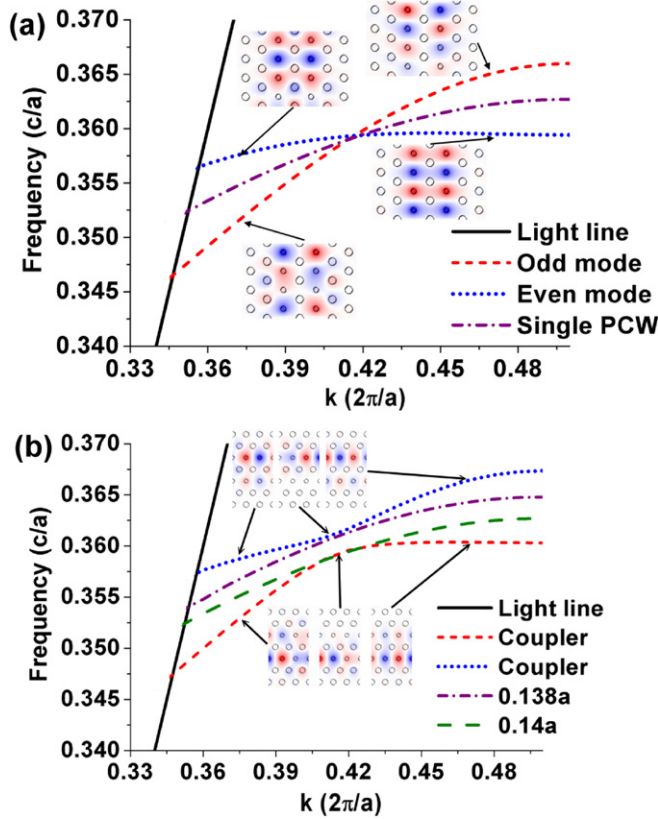 (a)
0.370
0.365
0.360
0.355
0.350
0.345
0.340
Frequency (c/a)
0.33 0.36 0.39 0.42 0.45 0.48
k (2π/a)
Light line
Odd mode
Even mode
Single PCW
(b)
0.370
0.365
0.360
0.355
0.350
0.345
0.340
Frequency (c/a)
0.33 0.36 0.39 0.42 0.45 0.48
k (2π/a)
Light line
Coupler
Coupler
0.138a
0.14a